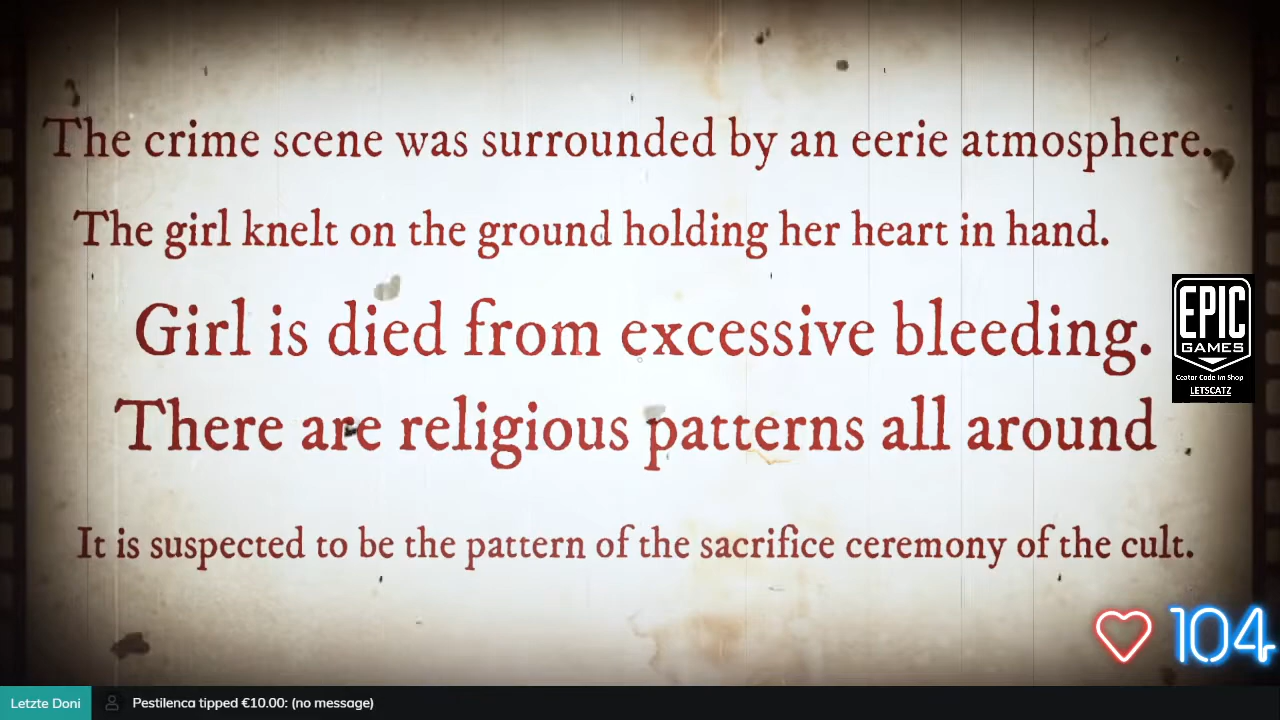 The crime scene was surrounded by an eerie atmosphere.
The girl knelt on the ground holding her heart in hand.
Girl is died from excessive bleeding.
There are religious patterns all around
It is suspected to be the pattern of the sacrifice ceremony of the cult.
EPIC
GAMES
Ceator Code Im Shop
LETSCATZ
104
Letzte Doni
Pestilenca tipped €10.00: (no message)